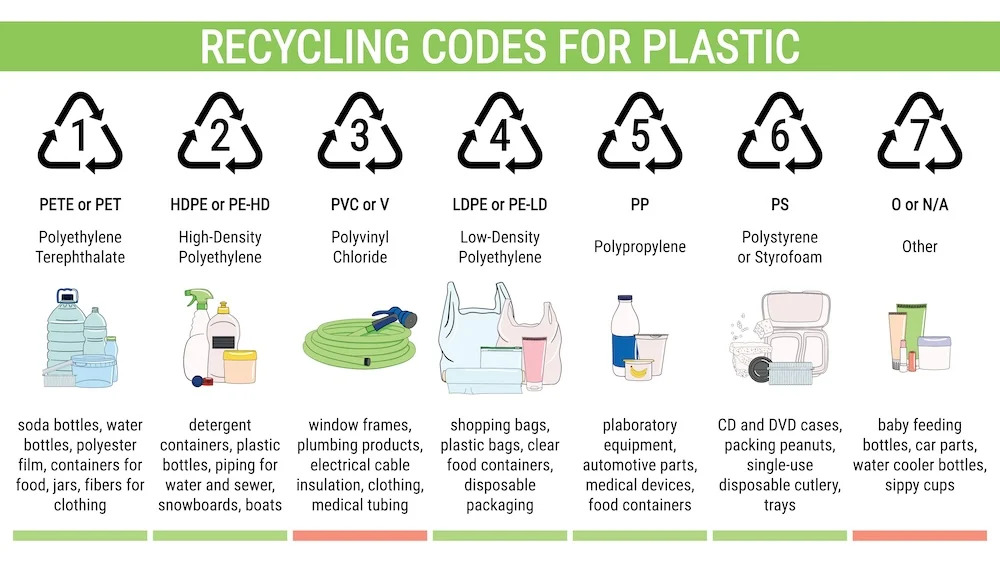 RECYCLING CODES FOR PLASTIC
1
PETE or PET
Polyethylene
Terephthalate
soda bottles, water
bottles, polyester
film, containers for
food, jars, fibers for
clothing
2
HDPE or PE-HD
High-Density
Polyethylene
detergent
containers, plastic
bottles, piping for
water and sewer,
snowboards, boats
3
PVC or V
Polyvinyl
Chloride
window frames,
plumbing products,
electrical cable
insulation, clothing,
medical tubing
4
LDPE or PE-LD
Low-Density
Polyethylene
shopping bags,
plastic bags, clear
food containers,
disposable
packaging
5
PP
Polypropylene
plaboratory
equipment,
automotive parts,
medical devices,
food containers
6
PS
Polystyrene
or Styrofoam
CD and DVD cases,
packing peanuts,
single-use
disposable cutlery,
trays
7
O or N/A
Other
baby feeding
bottles, car parts,
water cooler bottles,
sippy cups